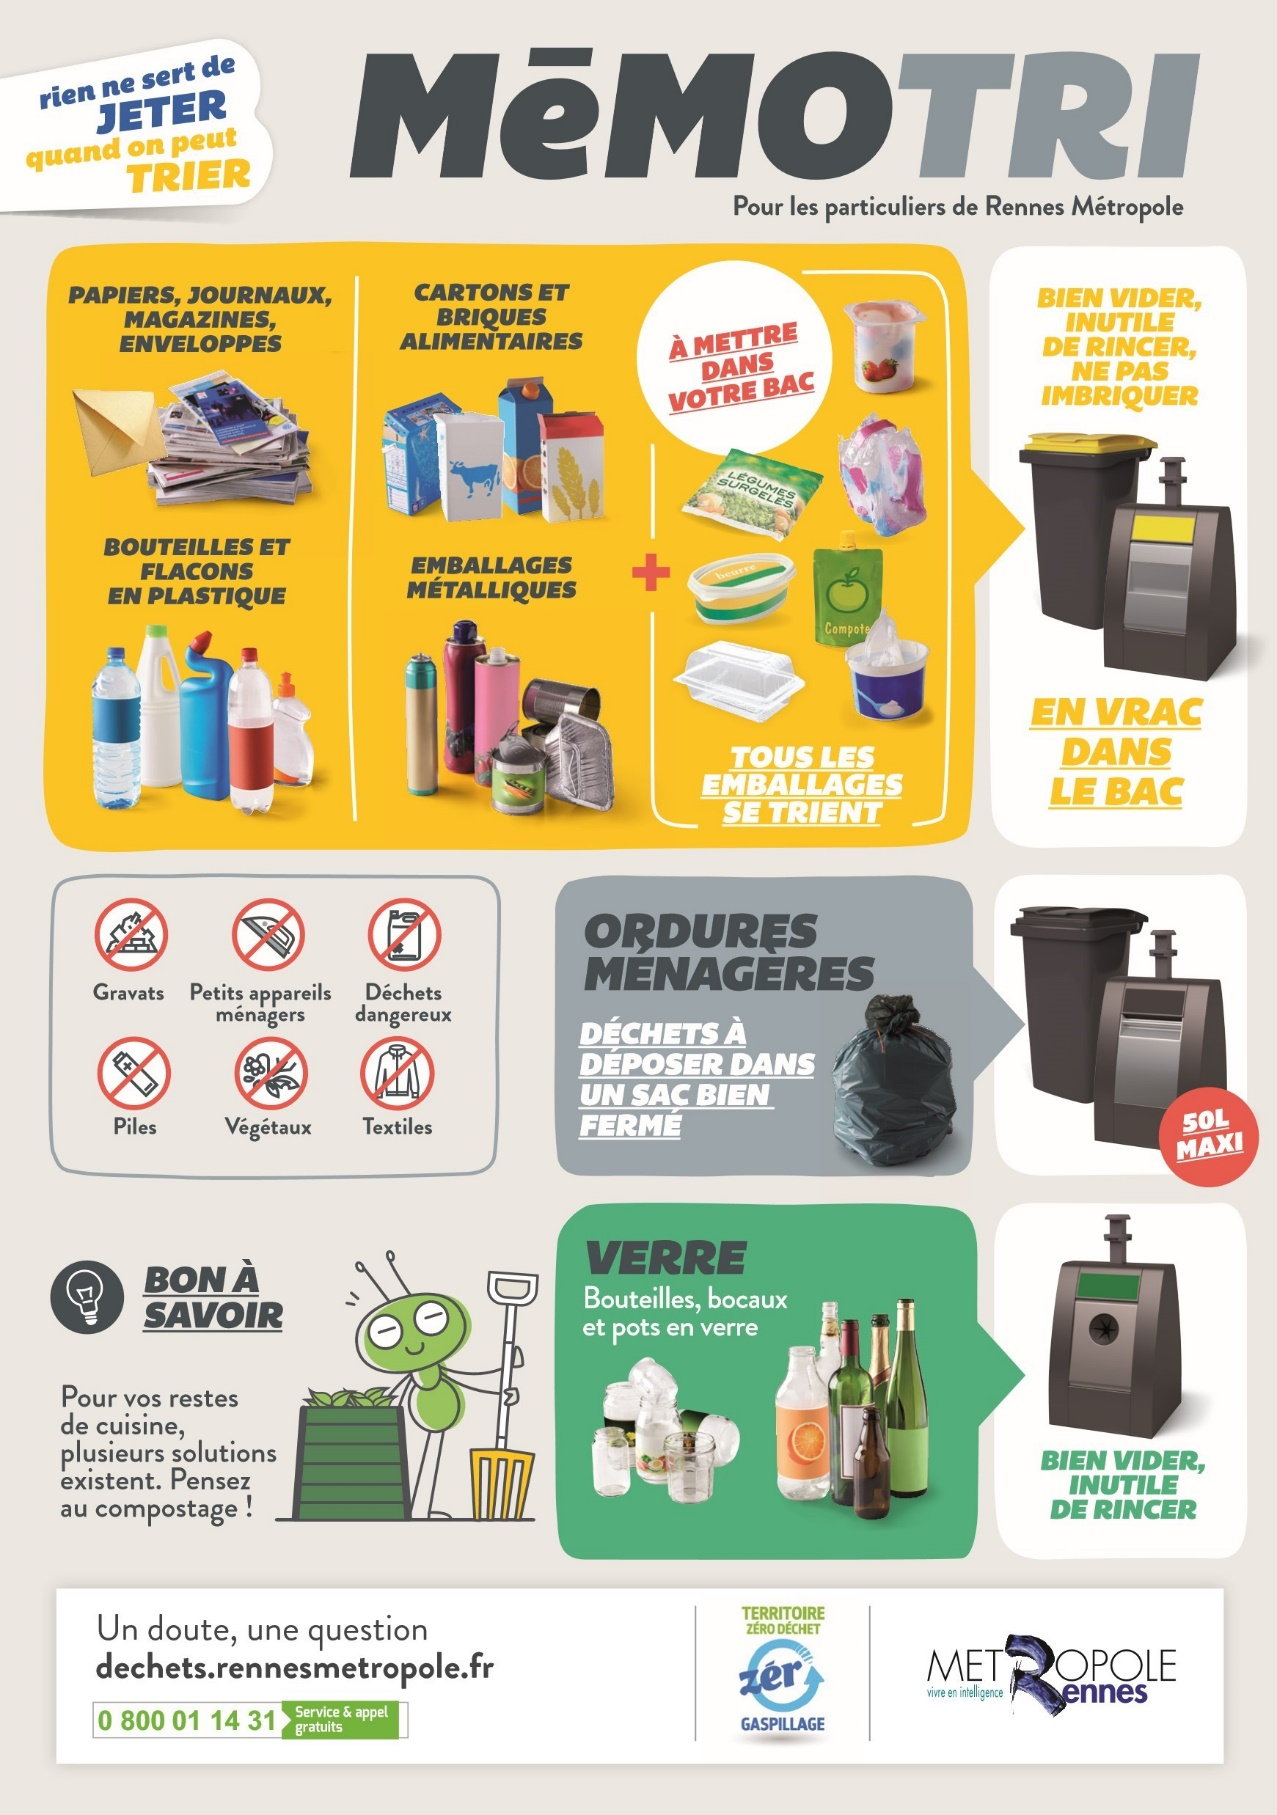 rien ne sert de
JETER
quand on peut
TRIER
MēMOTRI
Pour les particuliers de Rennes Métropole
PAPIERS, JOURNAUX,
MAGAZINES,
ENVELOPPES
CARTONS ET
BRIQUES
ALIMENTAIRES
À METTRE
DANS
VOTRE BAC
LÉGUMES
SURGELÉS
BOUTEILLES ET
FLACONS
EN PLASTIQUE
EMBALLAGES
MÉTALLIQUES
+
beurre
Compote
TOUS LES
EMBALLAGES
SE TRIENT
BIEN VIDER,
INUTILE
DE RINCER,
NE PAS
IMBRIQUER
EN VRAC
DANS
LE BAC
Gravats
Petits appareils
ménagers
Déchets
dangereux
Piles
Végétaux
Textiles
ORDURES
MÉNAGÈRES
DÉCHETS À
DÉPOSER DANS
UN SAC BIEN
FERMÉ
50L
MAXI
BON À
SAVOIR
Pour vos restes
de cuisine,
plusieurs solutions
existent. Pensez
au compostage !
VERRE
Bouteilles, bocaux
et pots en verre
BIEN VIDER,
INUTILE
DE RINCER
Un doute, une question
dechets.rennesmetropole.fr
0 800 01 14 31
Service & appel
gratuits
TERRITOIRE
ZÉRO DÉCHET
zér
GASPILLAGE
METROPOLE
vivre en intelligence
Rennes